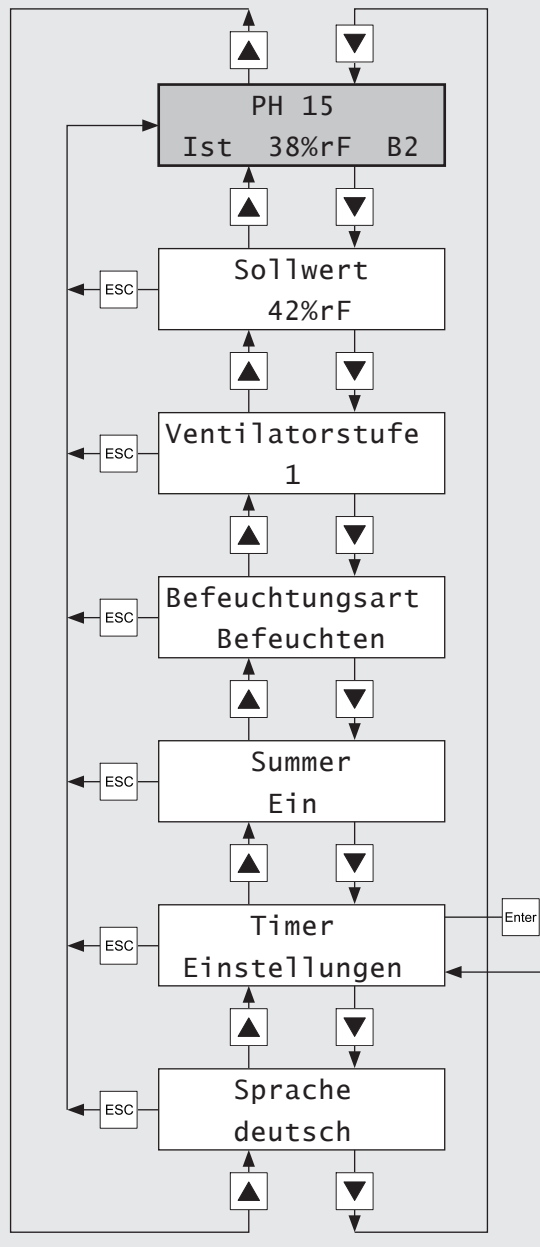 PH 15
Ist 38%rF B2
Sollwert
ESC
42%rF
Ventilatorstufe
ESC
1
Befeuchtungsart
ESC
Befeuchten
Summer
ESC
Ein
Timer
Enter
ESC
Einstellungen
Sprache
ESC
deutsch